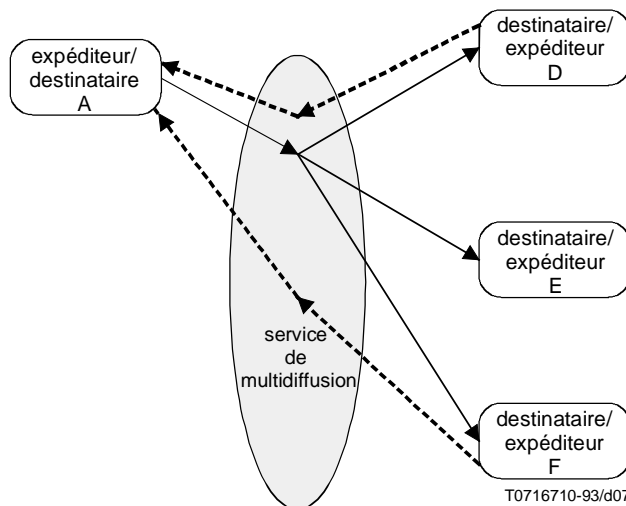 expéditeur/
destinataire
A
destinataire/
expéditeur
D
destinataire/
expéditeur
E
service
de
multidiffusion
destinataire/
expéditeur
F
T0716710-93/d07